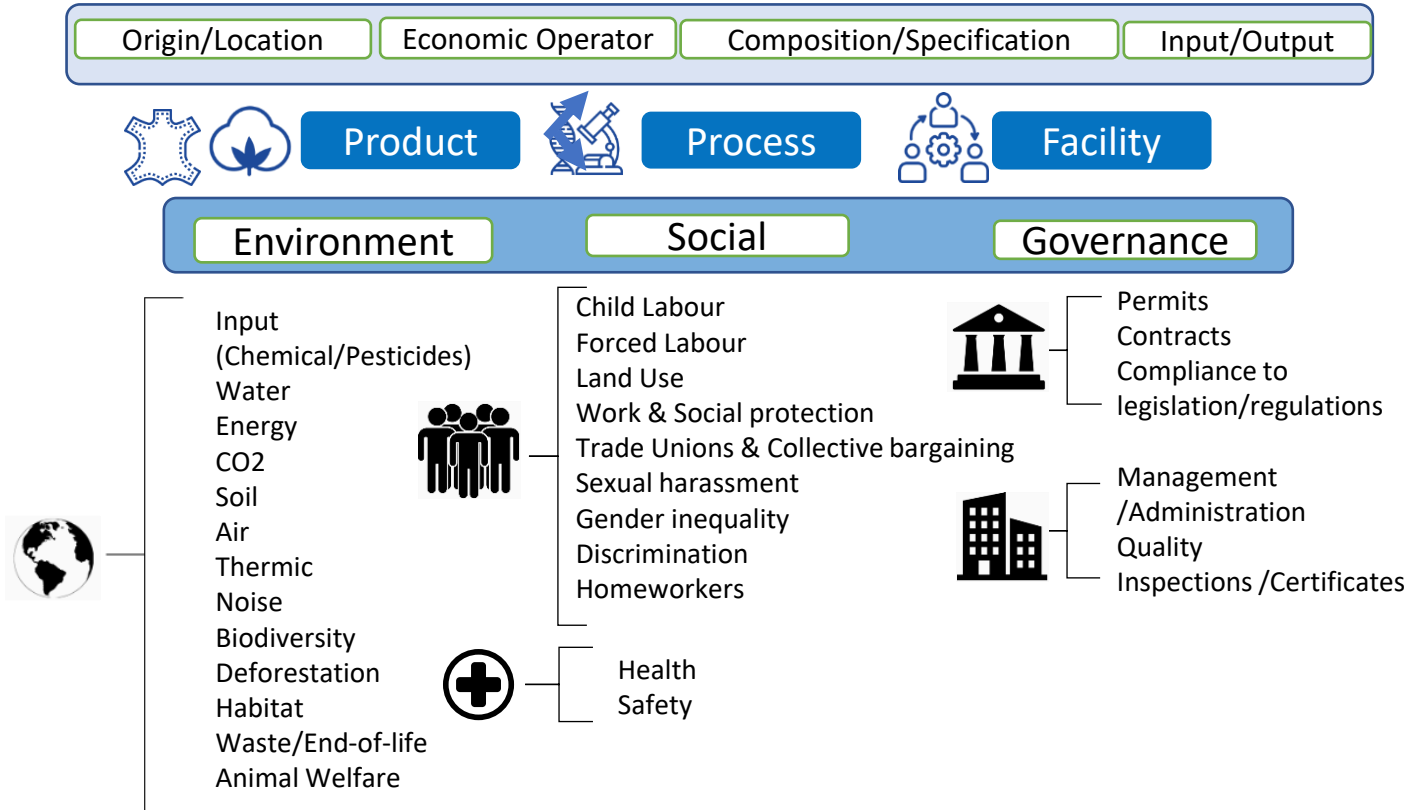 Origin/Location
Economic Operator
Composition/Specification
Input/Output
Product
Process
Facility
Environment
Social
Governance
Input
(Chemical/Pesticides)
Water
Energy
CO2
Soil
Air
Thermic
Noise
Biodiversity
Deforestation
Habitat
Waste/End-of-life
Animal Welfare
Child Labour
Forced Labour
Land Use
Work & Social protection
Trade Unions & Collective bargaining
Sexual harassment
Gender inequality
Discrimination
Homeworkers
Health
Safety
Permits
Contracts
Compliance to
legislation/regulations
Management
/Administration
Quality
Inspections /Certificates